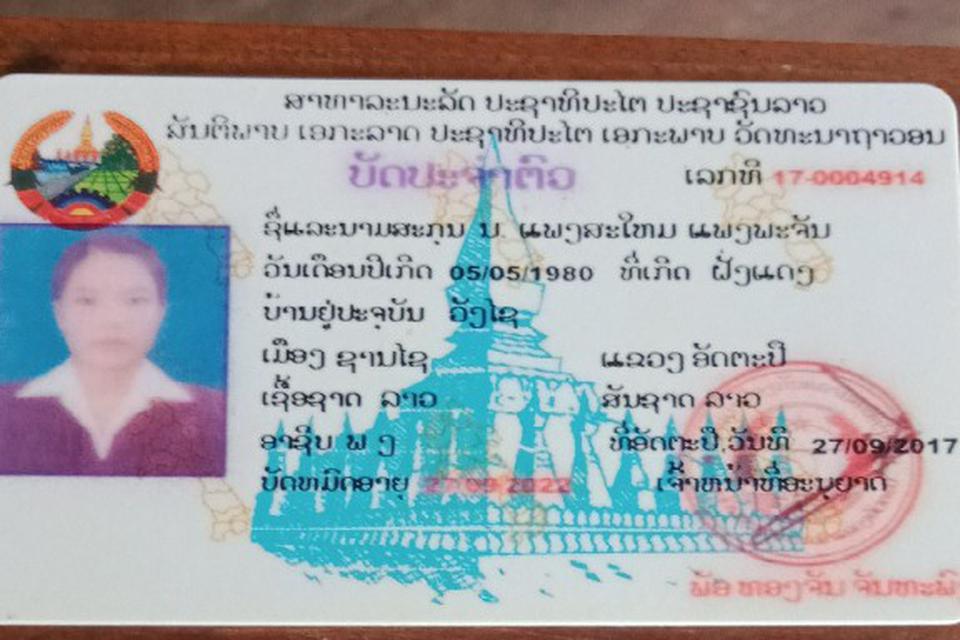 ສາທາລະນະລັດ ປະຊາທິປະໄຕ ປະຊາຊົນລາວ
ສັນຕິພາບ ເອກະລາດ ປະຊາທິປະໄຕ ເອກະພາບ ວັດທະນາຖາວອນ
ບັດປະຈຳຕົວ ເລກທີ 17-0004914
ຊື່ແລະນາມສະກຸນ ນ. ແພງສະໃຫມ ແພງພະຈັນ
ວັນເດືອນປີເກີດ 05/05/1980 ທີ່ເກີດ ຝັ່ງແດງ
ບ້ານຢູ່ປະຈຸບັນ ວັງໄຊ
ເມືອງ ຊານໄຊ ແຂວງ ອັດຕະປື
ເຊື້ອຊາດ ລາວ ສັນຊາດ ລາວ
ອາຊີບ ພ ງ ທີ່ອັດຕະປື,ວັນທີ 27/09/2017
ບັດຫມົດອາຍຸ 27/09/2022 ເຈົ້າຫນ້າທີ່ອະນຸຍາດ
ພັອ ທອງຈັນ